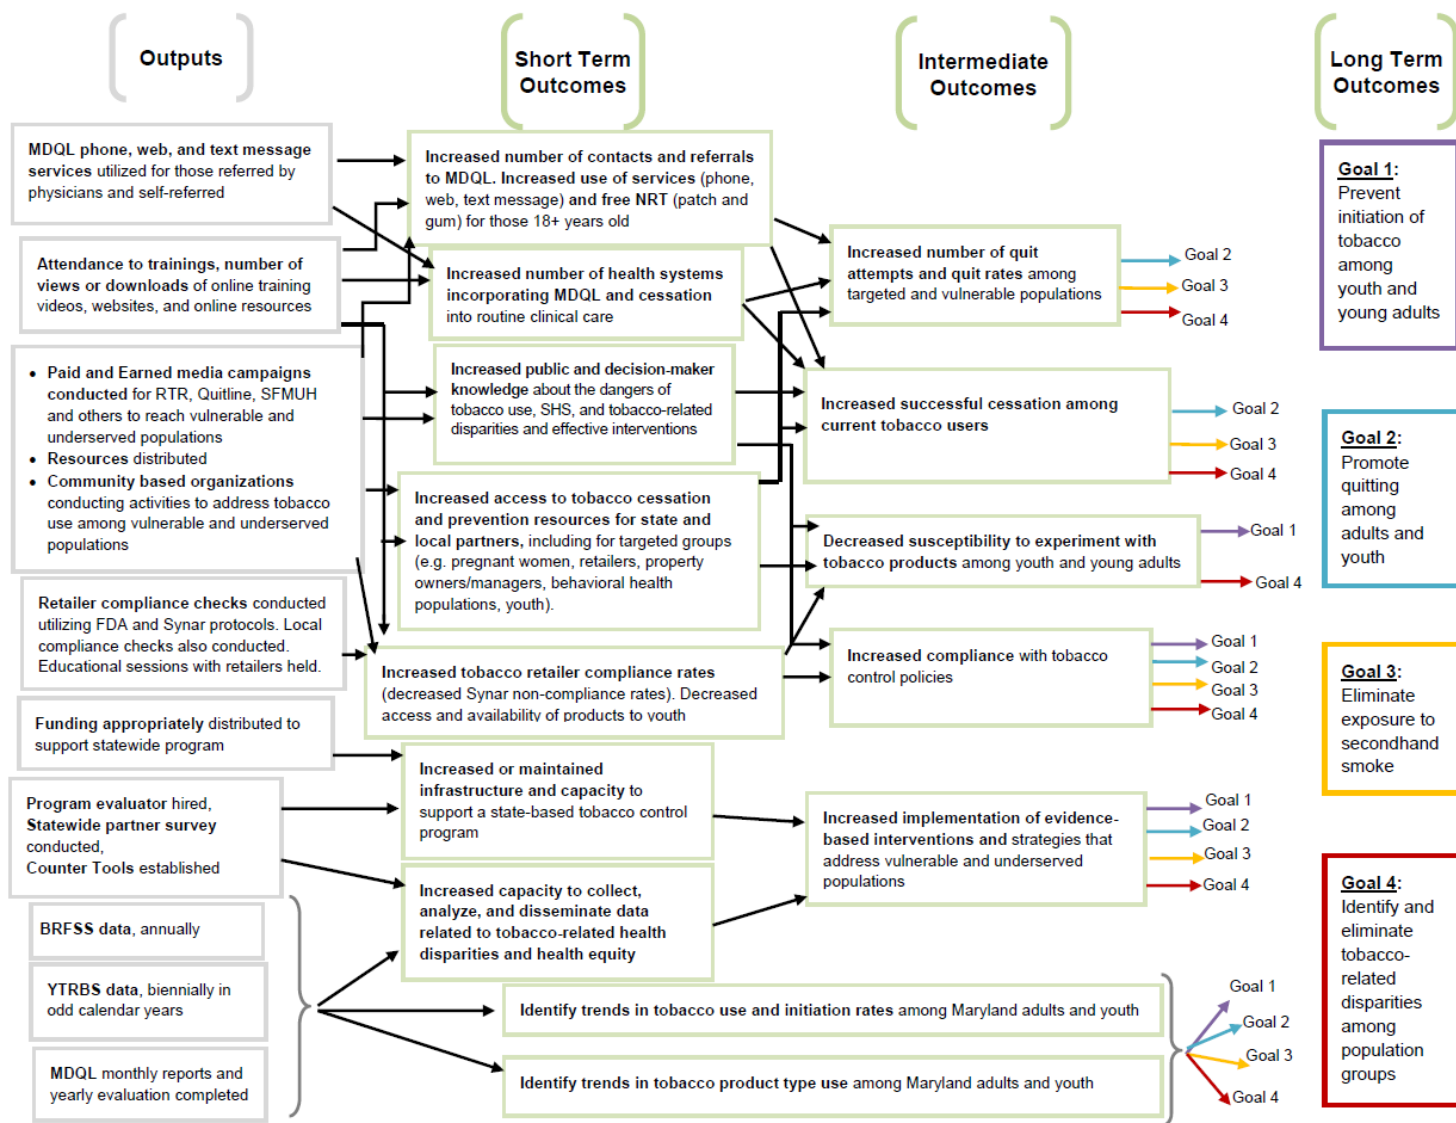 Outputs
Short Term
Outcomes
Intermediate
Outcomes
Long Term
Outcomes
MDQL phone, web, and text message
services utilized for those referred by
physicians and self-referred
Attendance to trainings, number of
views or downloads of online training
videos, websites, and online resources
• Paid and Earned media campaigns
conducted for RTR, Quitline, SFMUH
and others to reach vulnerable and
underserved populations
• Resources distributed
• Community based organizations
conducting activities to address tobacco
use among vulnerable and underserved
populations
Retailer compliance checks conducted
utilizing FDA and Synar protocols. Local
compliance checks also conducted.
Educational sessions with retailers held.
Funding appropriately distributed to
support statewide program
Program evaluator hired,
Statewide partner survey
conducted,
Counter Tools established
BRFSS data, annually
YTRBS data, biennially in
odd calendar years
MDQL monthly reports and
yearly evaluation completed
Increased number of contacts and referrals
to MDQL. Increased use of services (phone,
web, text message) and free NRT (patch and
gum) for those 18+ years old
Increased number of health systems
incorporating MDQL and cessation
into routine clinical care
Increased public and decision-maker
knowledge about the dangers of
tobacco use, SHS, and tobacco-related
disparities and effective interventions
Increased access to tobacco cessation
and prevention resources for state and
local partners, including for targeted groups
(e.g. pregnant women, retailers, property
owners/managers, behavioral health
populations, youth).
Increased tobacco retailer compliance rates
(decreased Synar non-compliance rates). Decreased
access and availability of products to youth
Increased or maintained
infrastructure and capacity to
support a state-based tobacco control
program
Increased capacity to collect,
analyze, and disseminate data
related to tobacco-related health
disparities and health equity
Identify trends in tobacco use and initiation rates among Maryland adults and youth
Identify trends in tobacco product type use among Maryland adults and youth
Increased number of quit
attempts and quit rates among
targeted and vulnerable populations
Goal 2
Goal 3
Goal 4
Increased successful cessation among
current tobacco users
Goal 2
Goal 3
Goal 4
Decreased susceptibility to experiment with
tobacco products among youth and young adults
Goal 1
Goal 4
Increased compliance with tobacco
control policies
Goal 1
Goal 2
Goal 3
Goal 4
Increased implementation of evidence-
based interventions and strategies that
address vulnerable and underserved
populations
Goal 1
Goal 2
Goal 3
Goal 4
Goal 1
Goal 2
Goal 3
Goal 4
Goal 1:
Prevent
initiation of
tobacco
among
youth and
young adults
Goal 2:
Promote
quitting
among
adults and
youth
Goal 3:
Eliminate
exposure to
secondhand
smoke
Goal 4:
Identify and
eliminate
tobacco-
related
disparities
among
population
groups